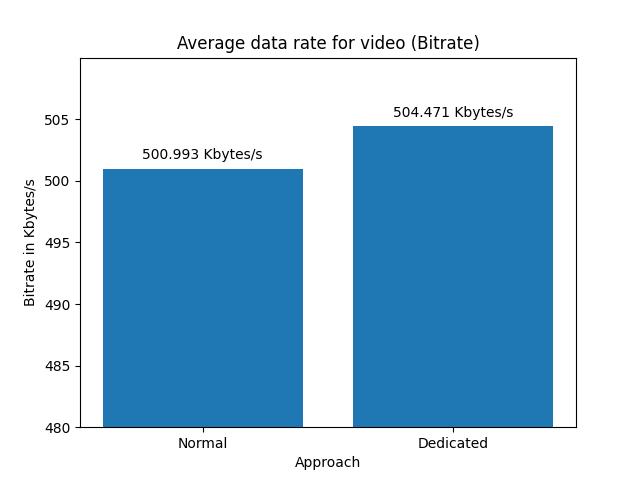 Average data rate for video (Bitrate)
504.471 Kbytes/s
500.993 Kbytes/s
505
500
495
490
485
480
Bitrate in Kbytes/s
Normal
Dedicated
Approach